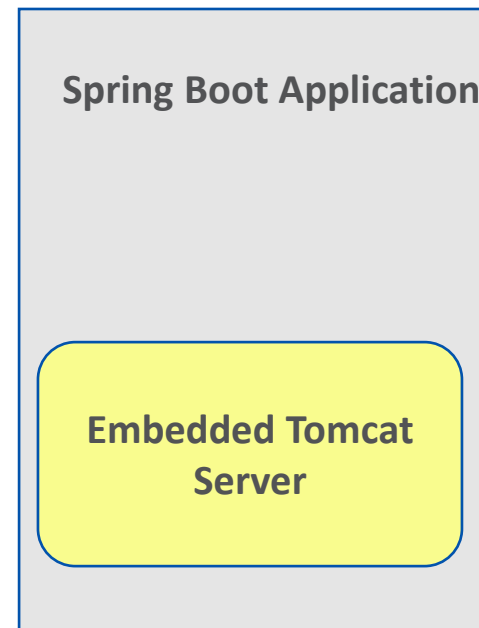 Spring Boot Application
Embedded Tomcat
Server